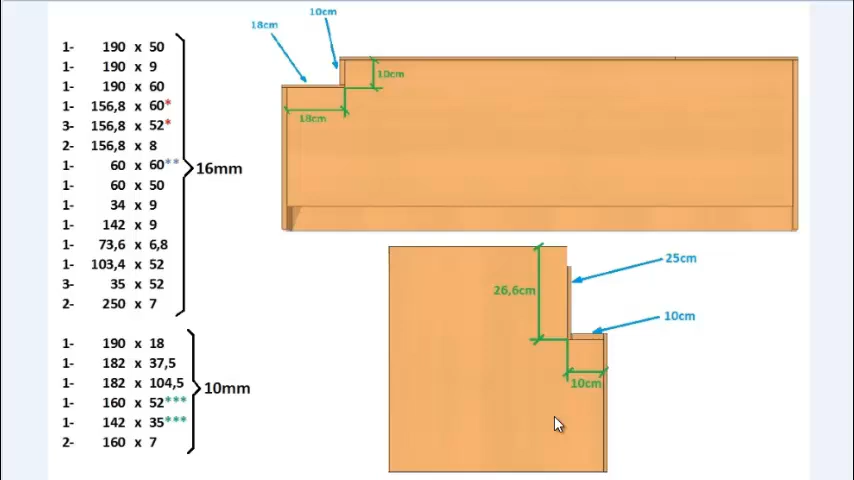 1- 190 x 50
1- 190 x 9
1- 190 x 60
1- 156,8 x 60*
3- 156,8 x 52*
2- 156,8 x 8
1- 60 x 60**
1- 60 x 50
1- 34 x 9
1- 142 x 9
1- 73,6 x 6,8
1- 103,4 x 52
3- 35 x 52
2- 250 x 7
16mm
1- 190 x 18
1- 182 x 37,5
1- 182 x 104,5
1- 160 x 52***
1- 142 x 35***
2- 160 x 7
10mm
10cm
18cm
10cm
18cm
25cm
26,6cm
10cm
10cm